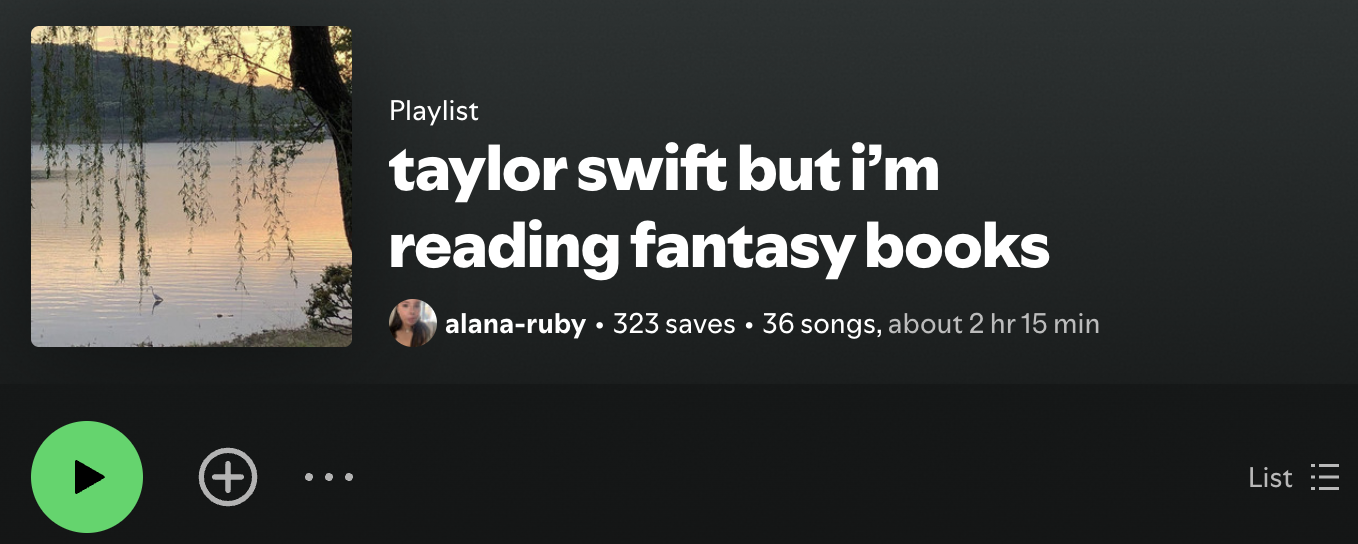 Playlist
taylor swift but i’m
reading fantasy books
alana-ruby • 323 saves • 36 songs, about 2 hr 15 min
List